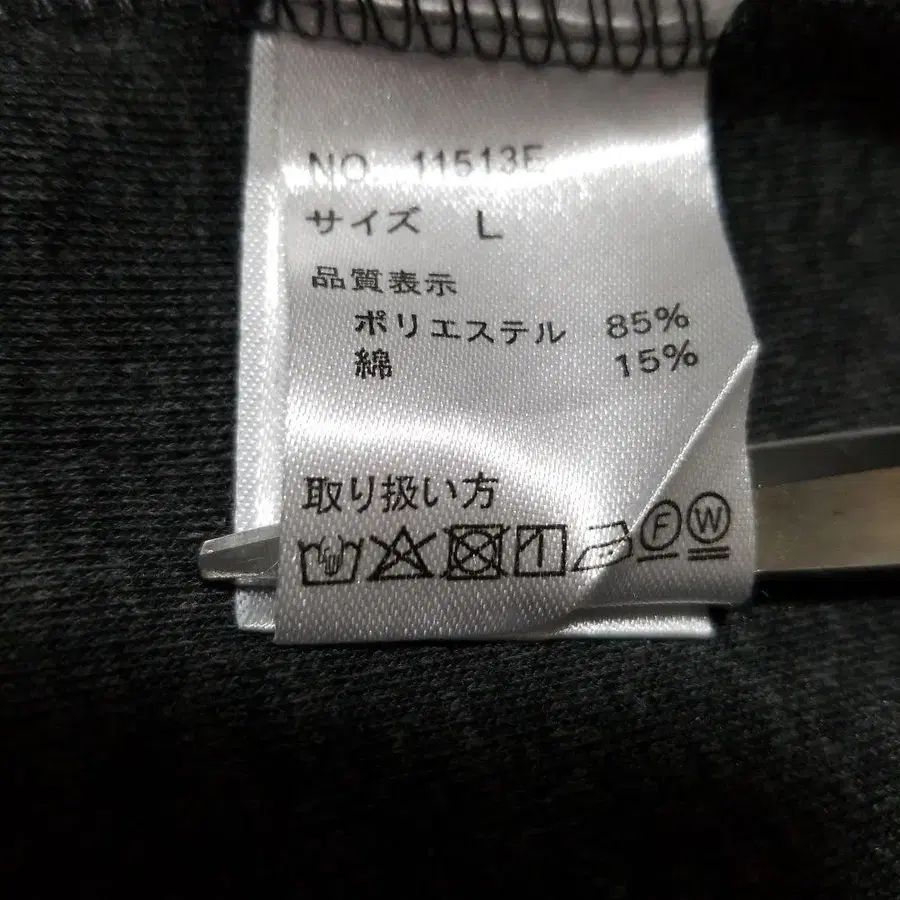 NO. 11513E
サイズ L
品質表示
ポリエステル 85%
綿 15%
取り扱い方
F W